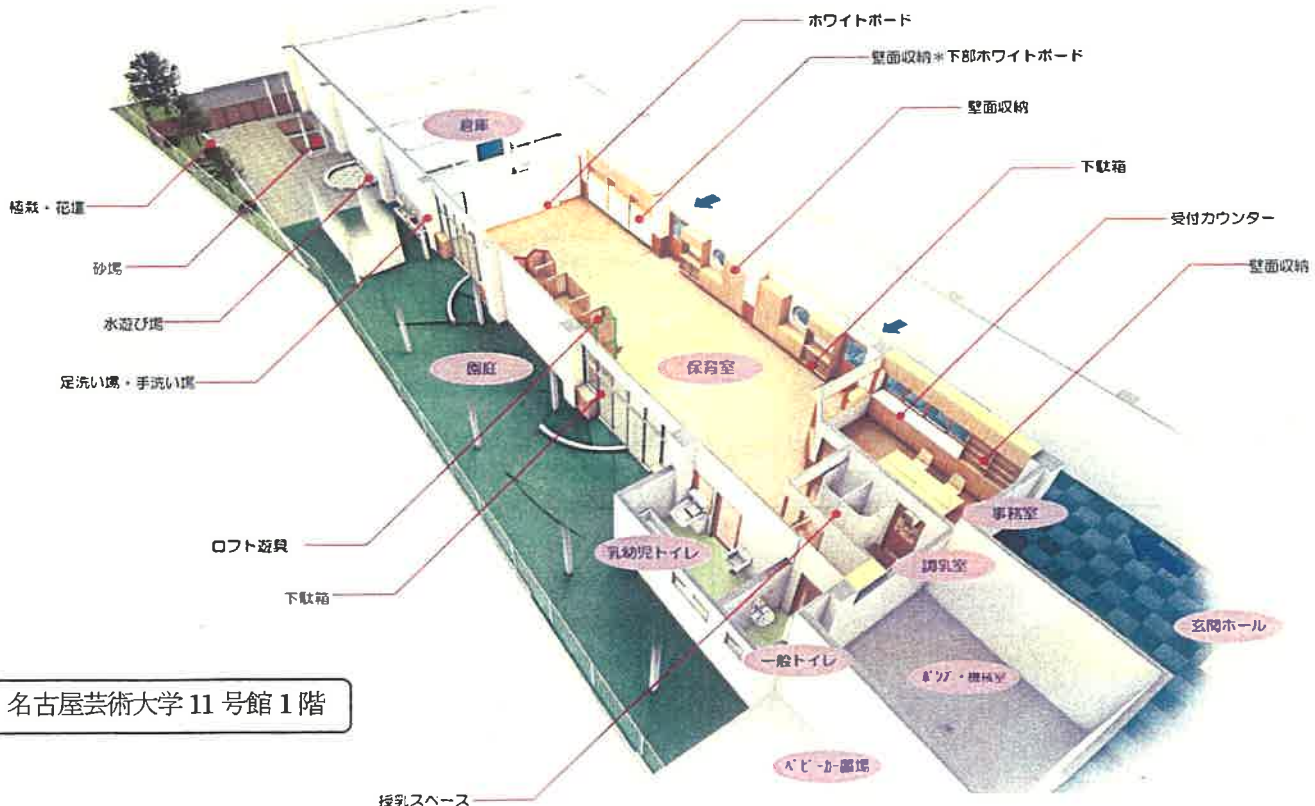 ホワイトボード
壁面収納*下部ホワイトボード
壁面収納
下駄箱
受付カウンター
壁面収納
倉庫
植栽・花壇
砂場
水遊び場
足洗い場・手洗い場
園庭
保育室
ロフト遊具
下駄箱
乳幼児トイレ
事務室
調乳室
玄関ホール
一般トイレ
ポンプ・機械室
名古屋芸術大学 11 号館 1 階
ベビーカー置場
授乳スペース